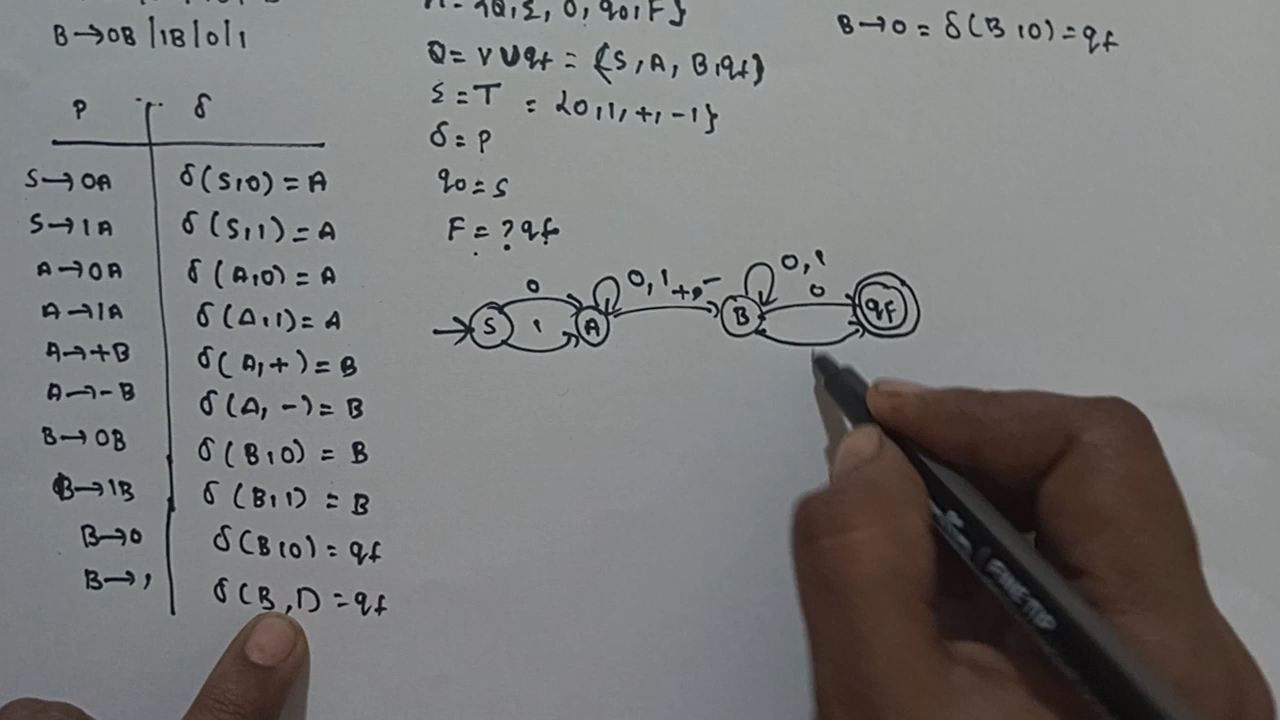 B→0B |1B|0|1
P δ
S→0A δ(S,0)=A
S→1A δ(S,1)=A
A→0A δ(A,0)=A
A→1A δ(A,1)=A
A→+B δ(A,+)=B
A→-B δ(A,-)=B
B→0B δ(B,0)=B
B→1B δ(B,1)=B
B→0 δ(B,0)=qf
B→1 δ(B,1)=qf
Q= V U qf = {S, A, B, qf}
Σ=T = {0,1,+,-1}
δ=P
q0=S
F=? qf
B→0 = δ(B,0)=qf
S 0 1 A 0,1 +,- B 0,1 0 qf